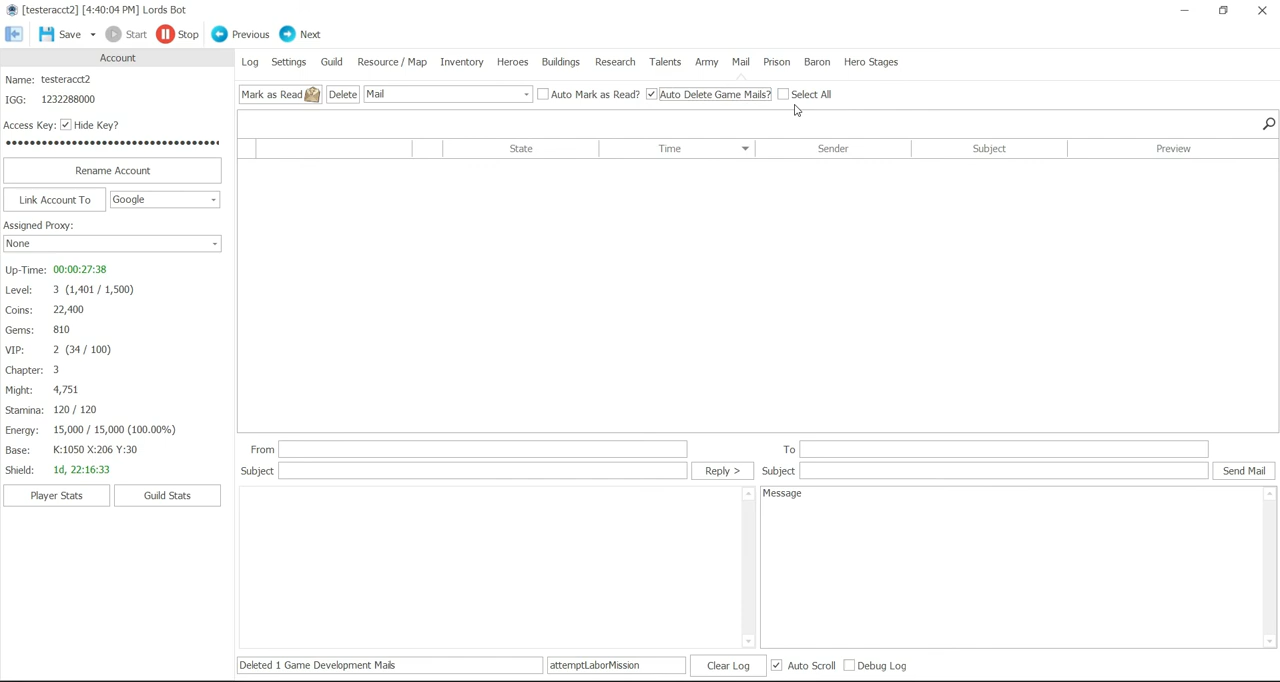 [testeracct2] [4:40:04 PM] Lords Bot
Save Start Stop Previous Next
Account
Name: testeracct2
IGG: 1232288000
Access Key: Hide Key?
Rename Account
Link Account To Google
Assigned Proxy:
None
Up-Time: 00:00:27:38
Level: 3 (1,401 / 1,500)
Coins: 22,400
Gems: 810
VIP: 2 (34 / 100)
Chapter: 3
Might: 4,751
Stamina: 120 / 120
Energy: 15,000 / 15,000 (100.00%)
Base: K:1050 X:206 Y:30
Shield: 1d, 22:16:33
Player Stats Guild Stats
Log Settings Guild Resource / Map Inventory Heroes Buildings Research Talents Army Mail Prison Baron Hero Stages
Mark as Read Delete Mail Auto Mark as Read? Auto Delete Game Mails? Select All
State Time Sender Subject Preview
From To
Subject Reply > Subject Send Mail
Message
Deleted 1 Game Development Mails attemptLaborMission Clear Log Auto Scroll Debug Log